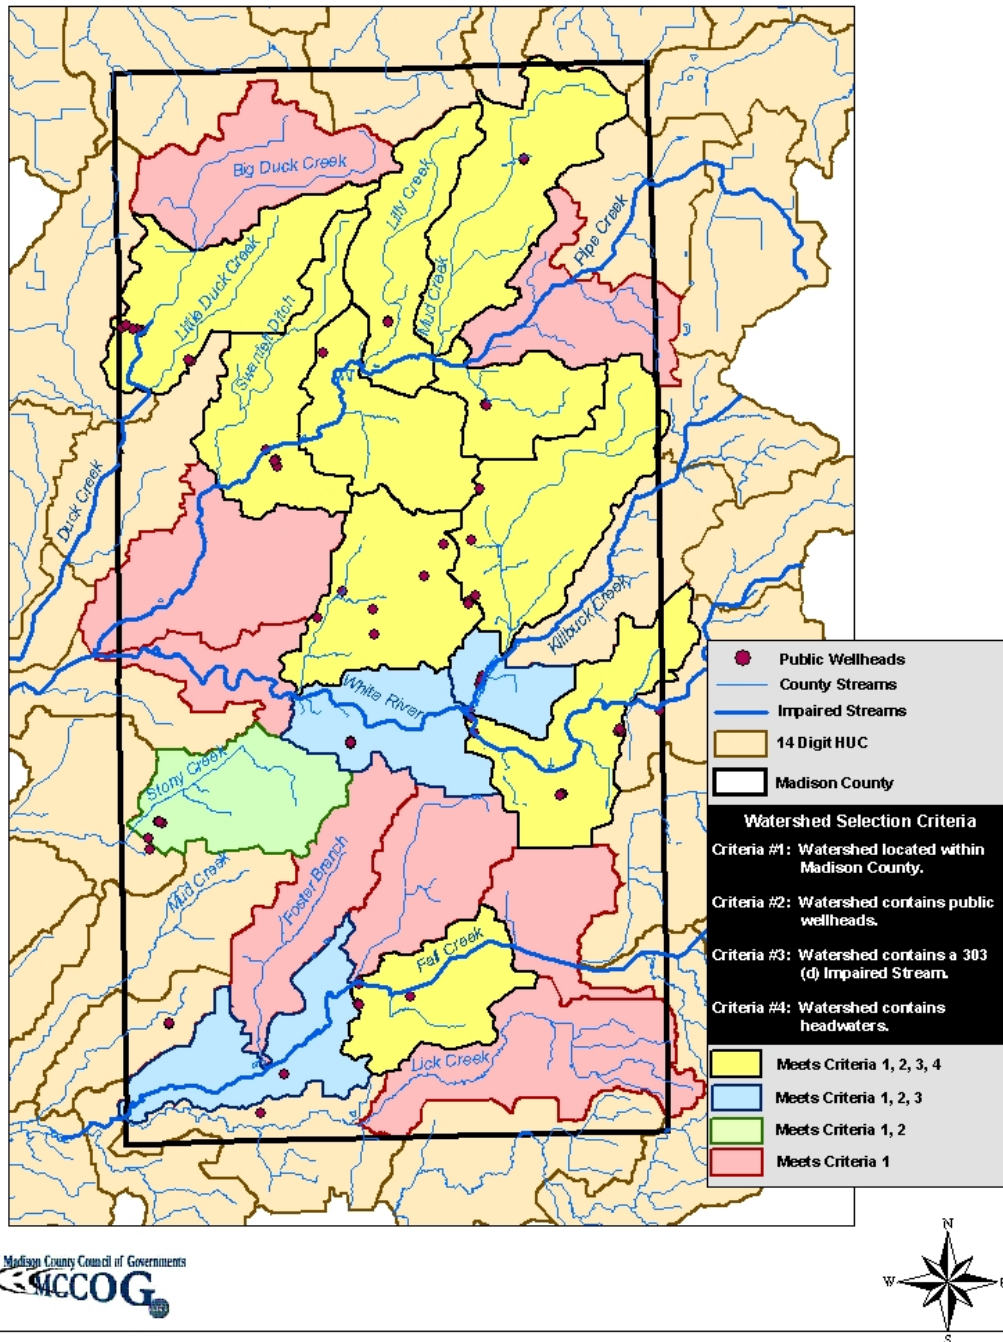 Big Duck Creek
Lilly Creek
Pipe Creek
Little Duck Creek
Mud Creek
Swanfelt Ditch
Duck Creek
Killbuck Creek
White River
Stony Creek
Mud Creek
Foster Branch
Fall Creek
Lick Creek
Public Wellheads
County Streams
Impaired Streams
14 Digit HUC
Madison County
Watershed Selection Criteria
Criteria #1: Watershed located within
Madison County.
Criteria #2: Watershed contains public
wellheads.
Criteria #3: Watershed contains a 303
(d) Impaired Stream.
Criteria #4: Watershed contains
headwaters.
Meets Criteria 1, 2, 3, 4
Meets Criteria 1, 2, 3
Meets Criteria 1, 2
Meets Criteria 1
Madison County Council of Governments
MCCOG
N
W
S